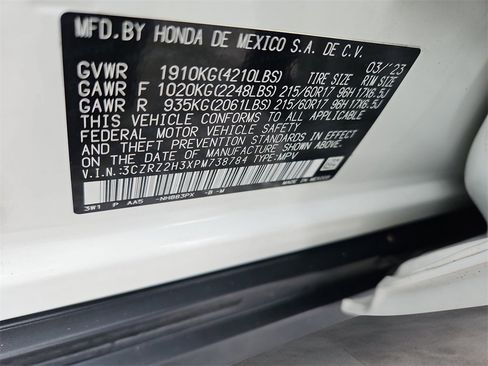 MFD.BY HONDA DE MEXICO S.A. DE C.V.
03/'23
GVWR 1910KG(4210LBS) TIRE SIZE RIM SIZE
GAWR F 1020KG(2248LBS) 215/60R17 96H 17X6.5J
GAWR R 935KG(2061LBS) 215/60R17 96H 17X6.5J
THIS VEHICLE CONFORMS TO ALL APPLICABLE
FEDERAL MOTOR VEHICLE SAFETY
AND THEFT PREVENTION STANDARDS IN EFFECT
ON THE DATE OF MANUFACTURE SHOWN ABOVE.
V.I.N.:3CZRZ2H3XPM738784 TYPE:MPV
3W1 P AAS -NH883PX -B -M
MADE IN MEXICO